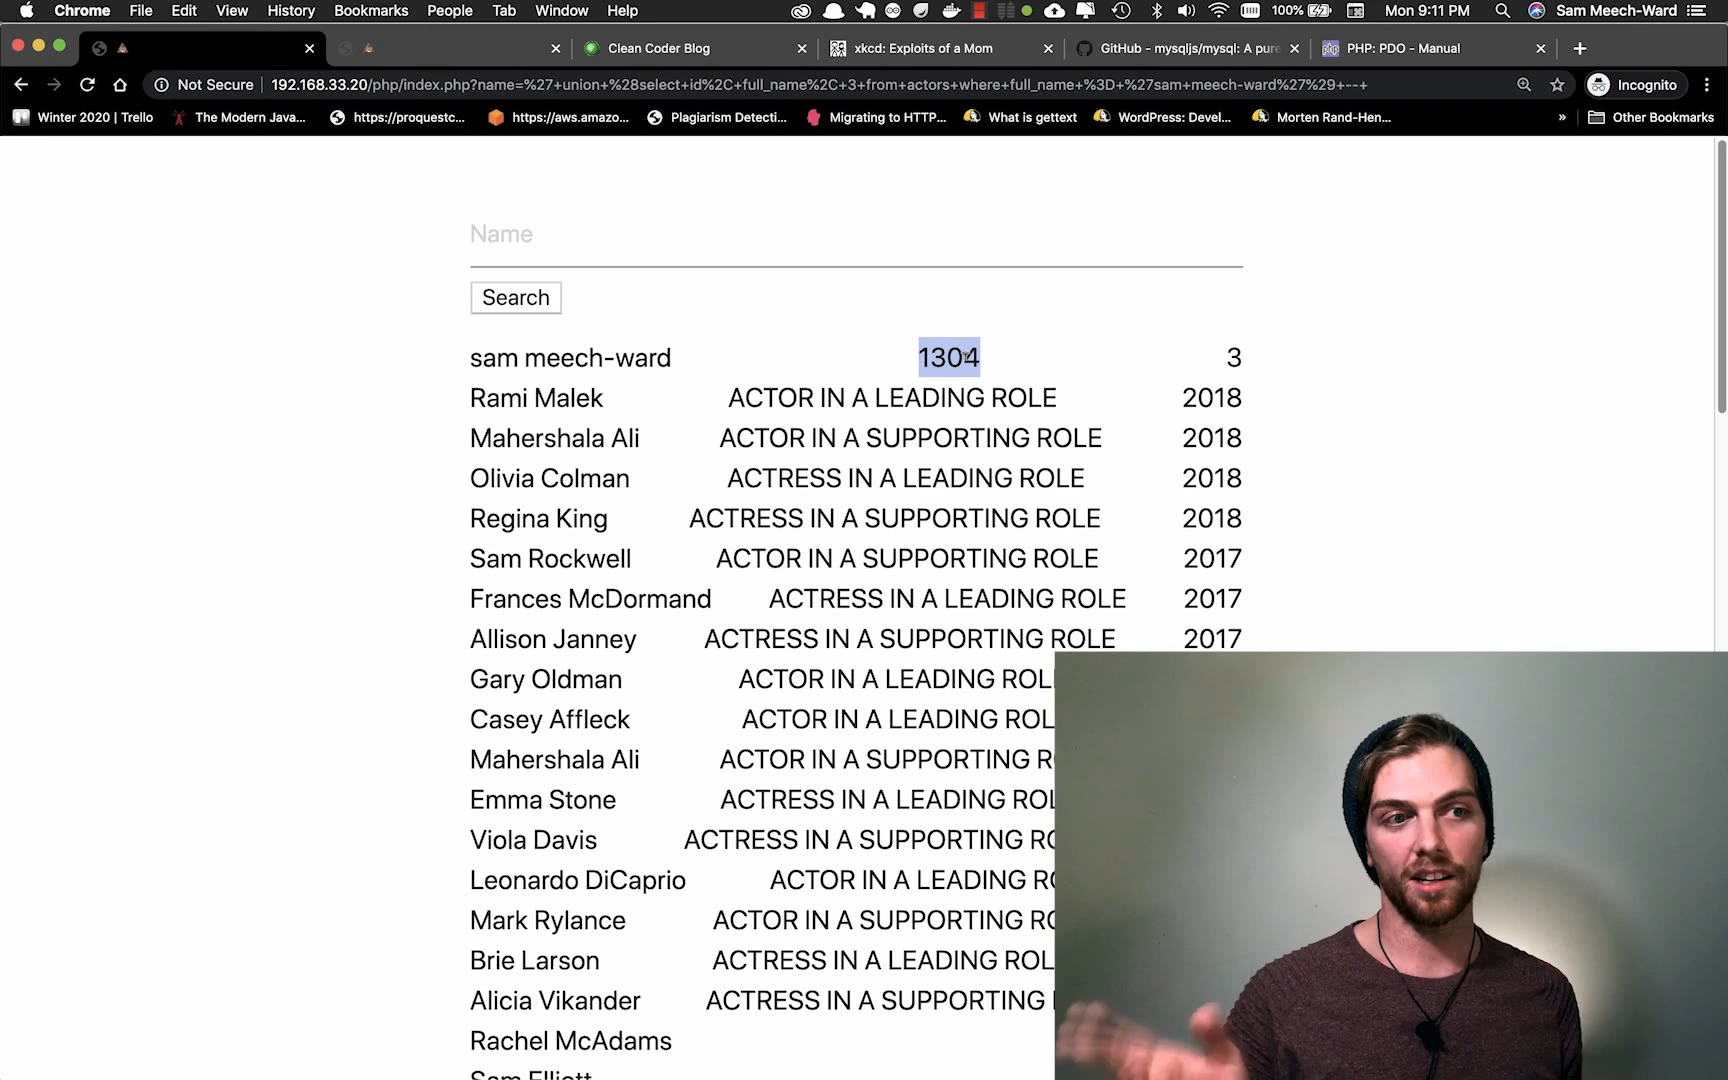 Chrome File Edit View History Bookmarks People Tab Window Help 100% Mon 9:11 PM Sam Meech-Ward
Clean Coder Blog xkcd: Exploits of a Mom GitHub - mysqljs/mysql: A pure php PHP: PDO - Manual
Not Secure 192.168.33.20/php/index.php?name=%27+union+%28select+id%2C+full_name%2C+3+from+actors+where+full_name+%3D+%27sam+meech-ward%27%29+--+ Incognito
Winter 2020 | Trello The Modern Java... https://proquestc... https://aws.amazo... Plagiarism Detecti... Migrating to HTTP... What is gettext WordPress: Devel... Morten Rand-Hen... » Other Bookmarks
Name
Search
sam meech-ward 1304 3
Rami Malek ACTOR IN A LEADING ROLE 2018
Mahershala Ali ACTOR IN A SUPPORTING ROLE 2018
Olivia Colman ACTRESS IN A LEADING ROLE 2018
Regina King ACTRESS IN A SUPPORTING ROLE 2018
Sam Rockwell ACTOR IN A SUPPORTING ROLE 2017
Frances McDormand ACTRESS IN A LEADING ROLE 2017
Allison Janney ACTRESS IN A SUPPORTING ROLE 2017
Gary Oldman ACTOR IN A LEADING ROL
Casey Affleck ACTOR IN A LEADING ROL
Mahershala Ali ACTOR IN A SUPPORTING R
Emma Stone ACTRESS IN A LEADING ROL
Viola Davis ACTRESS IN A SUPPORTING RO
Leonardo DiCaprio ACTOR IN A LEADING RO
Mark Rylance ACTOR IN A SUPPORTING RO
Brie Larson ACTRESS IN A LEADING ROL
Alicia Vikander ACTRESS IN A SUPPORTING
Rachel McAdams
Sam Elliott